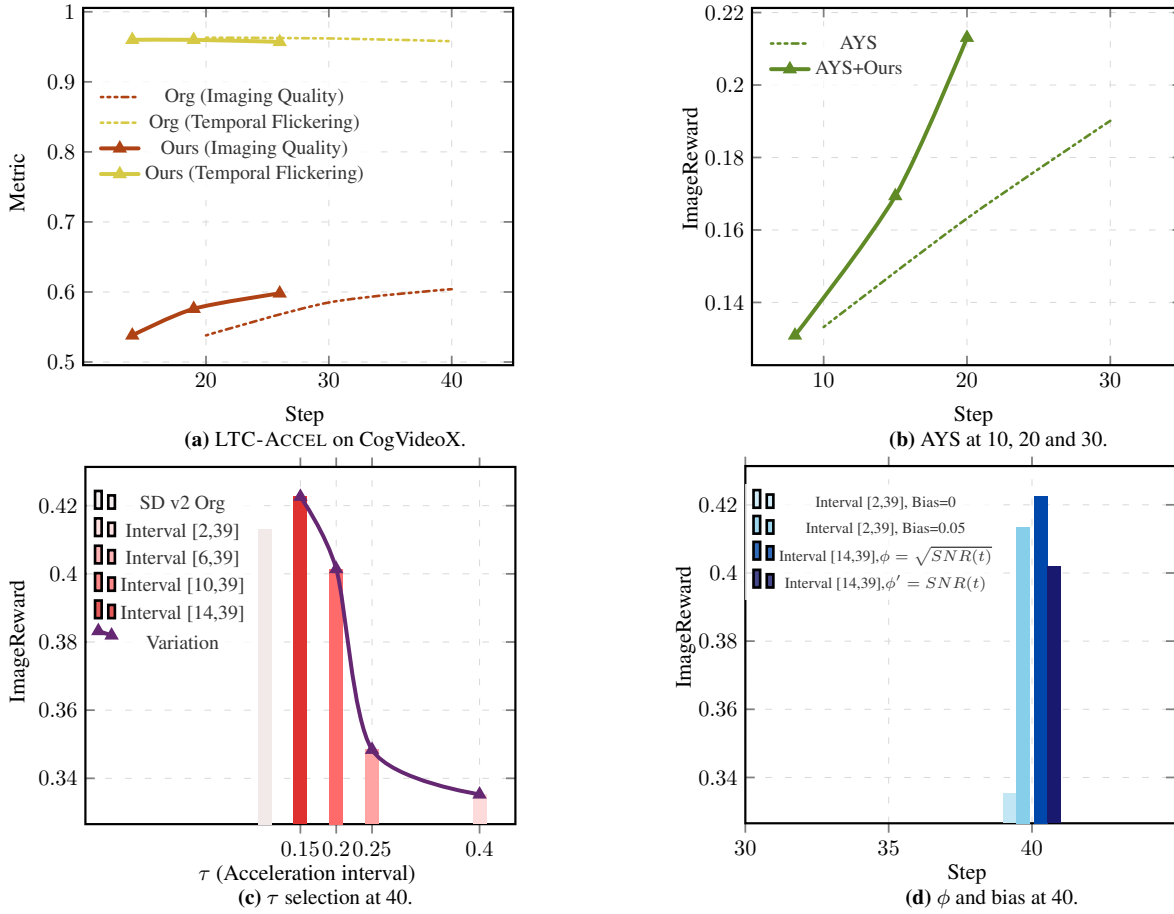 1
0.9
0.8
0.7
0.6
0.5
Metric
Org (Imaging Quality)
Org (Temporal Flickering)
Ours (Imaging Quality)
Ours (Temporal Flickering)
20
30
40
Step
(a) LTC-ACCEL on CogVideoX.
0.22
0.2
0.18
0.16
0.14
ImageReward
AYS
AYS+Ours
10
20
30
Step
(b) AYS at 10, 20 and 30.
0.42
0.4
0.38
0.36
0.34
ImageReward
SD v2 Org
Interval [2,39]
Interval [6,39]
Interval [10,39]
Interval [14,39]
Variation
0.15
0.2
0.25
0.4
τ (Acceleration interval)
(c) τ selection at 40.
0.42
0.4
0.38
0.36
0.34
ImageReward
Interval [2,39], Bias=0
Interval [2,39], Bias=0.05
Interval [14,39],ϕ = √SNR(t)
Interval [14,39],ϕ′ = SNR(t)
30
35
40
Step
(d) ϕ and bias at 40.